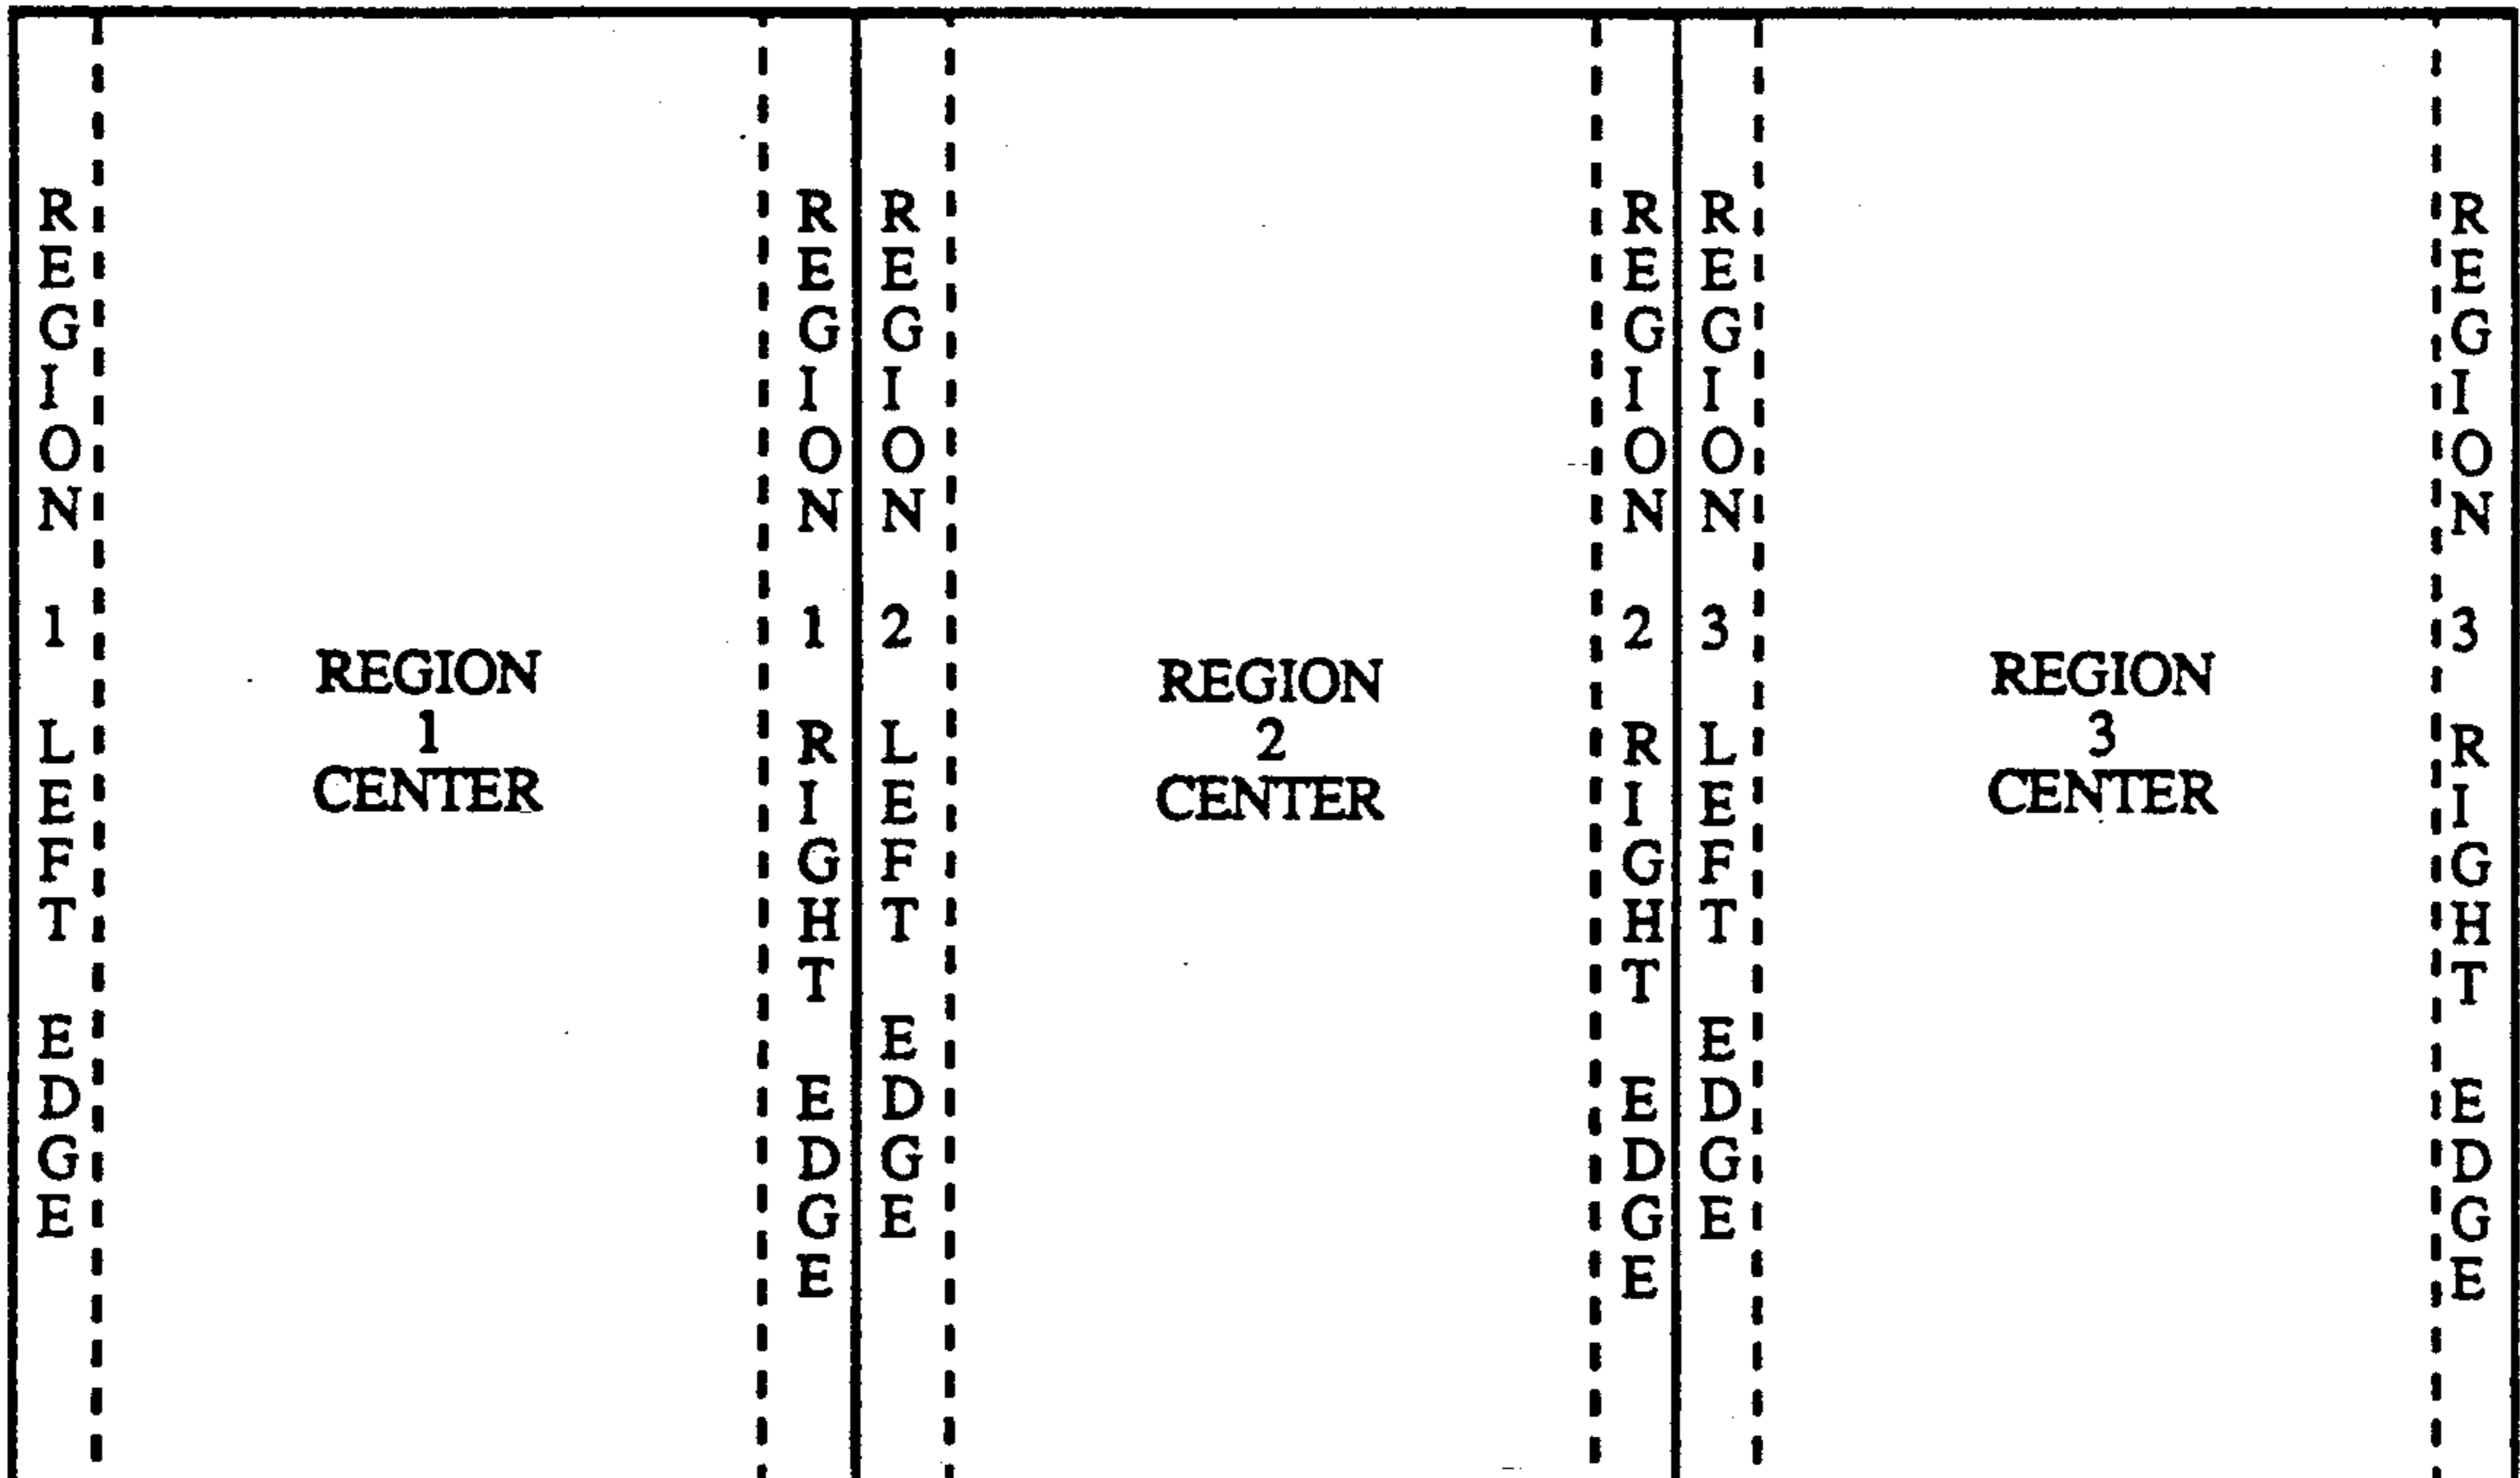 REGION 1 LEFT EDGE
REGION
1
CENTER
REGION 1 RIGHT EDGE
REGION 2 LEFT EDGE
REGION
2
CENTER
REGION 2 RIGHT EDGE
REGION 3 LEFT EDGE
REGION
3
CENTER
REGION 3 RIGHT EDGE